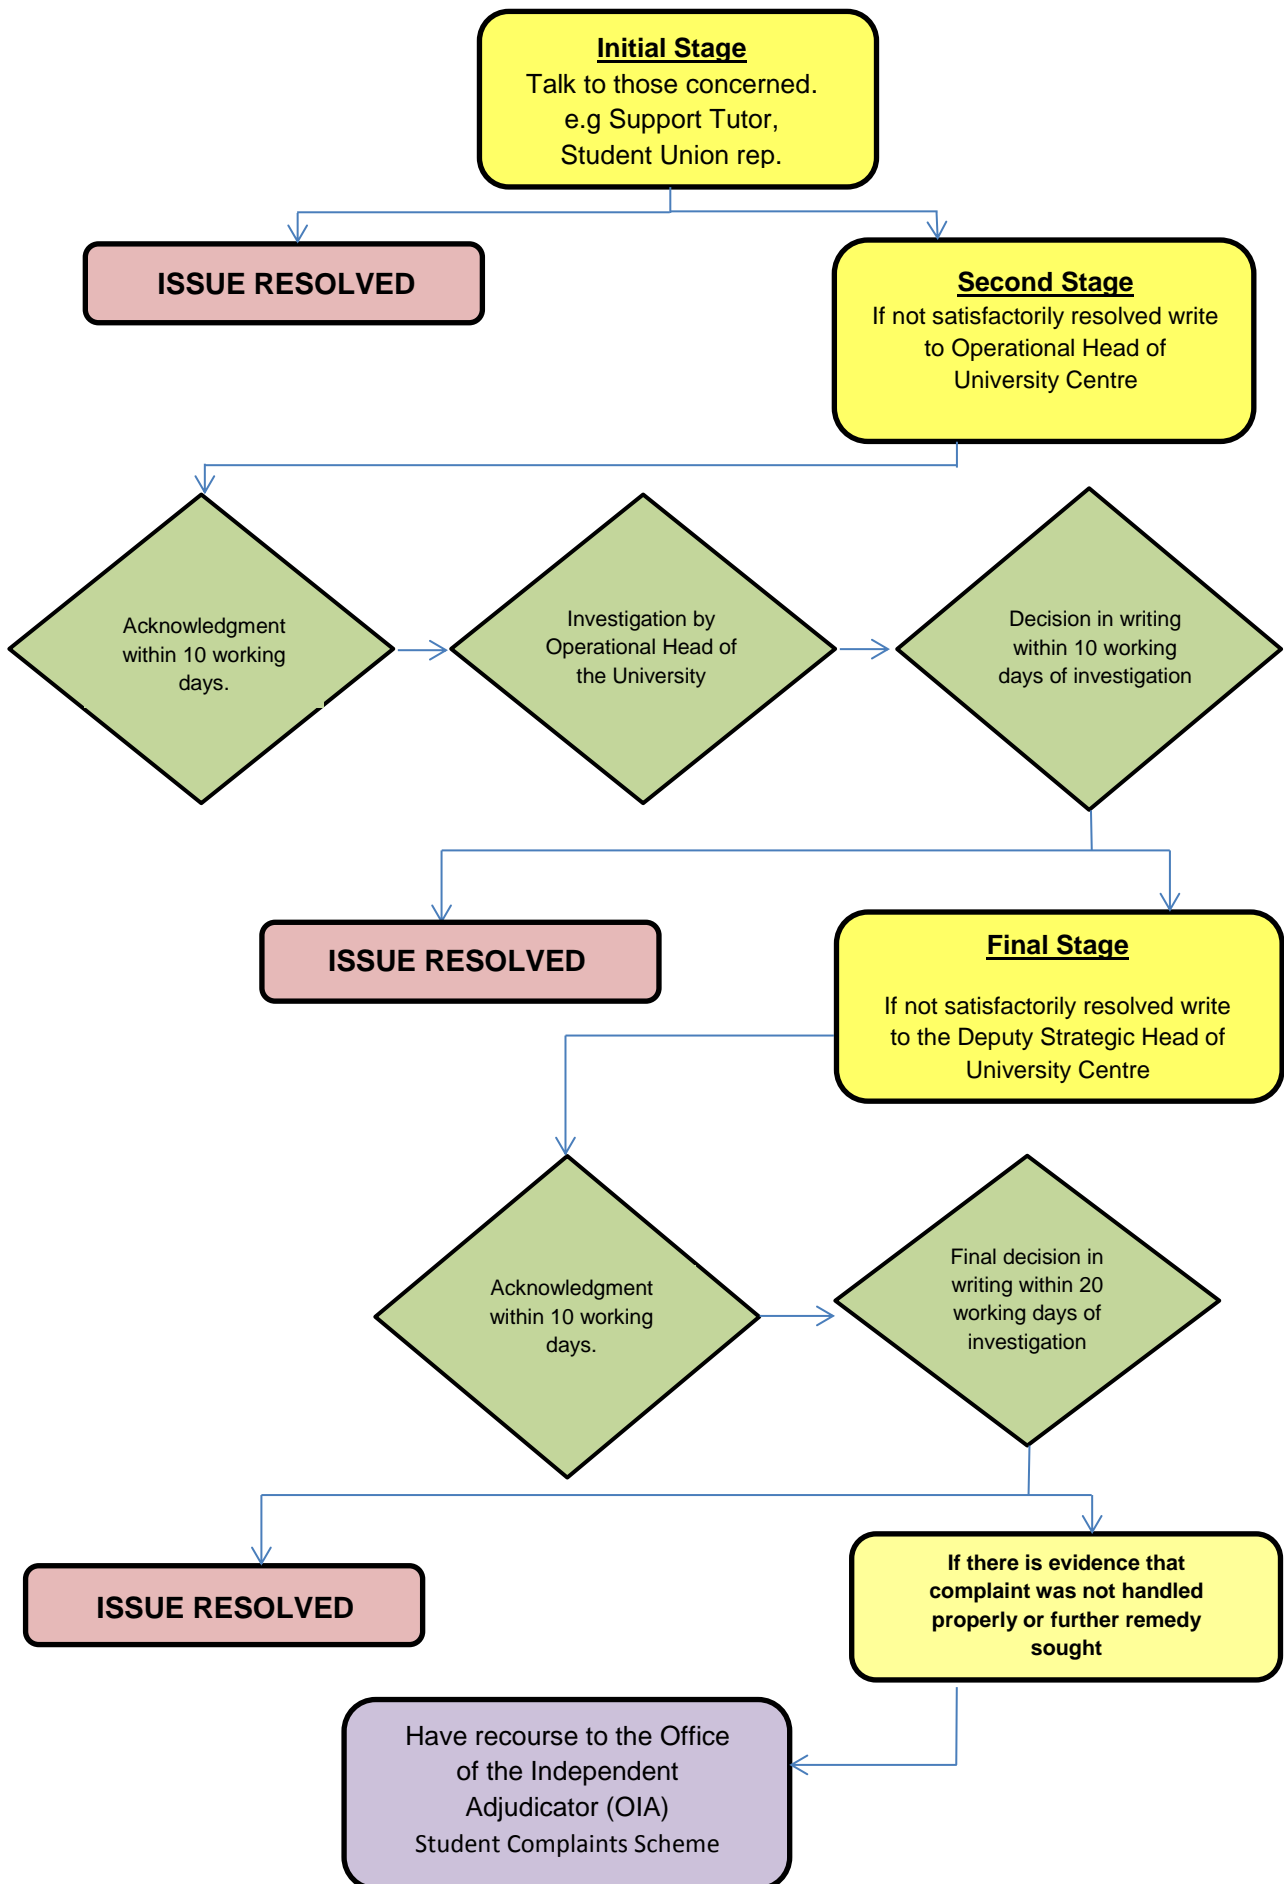 Initial Stage
Talk to those concerned.
e.g Support Tutor,
Student Union rep.
ISSUE RESOLVED
Second Stage
If not satisfactorily resolved write
to Operational Head of
University Centre
Acknowledgment
within 10 working
days.
Investigation by
Operational Head of
the University
Decision in writing
within 10 working
days of investigation
ISSUE RESOLVED
Final Stage
If not satisfactorily resolved write
to the Deputy Strategic Head of
University Centre
Acknowledgment
within 10 working
days.
Final decision in
writing within 20
working days of
investigation
ISSUE RESOLVED
If there is evidence that
complaint was not handled
properly or further remedy
sought
Have recourse to the Office
of the Independent
Adjudicator (OIA)
Student Complaints Scheme